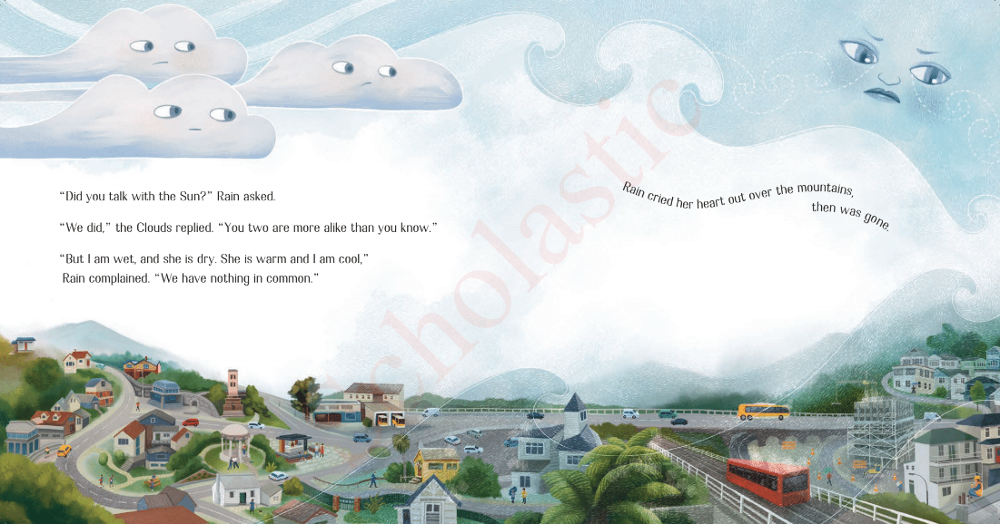 “Did you talk with the Sun?” Rain asked.
“We did,” the Clouds replied. “You two are more alike than you know.”
“But I am wet, and she is dry. She is warm and I am cool,”
Rain complained. “We have nothing in common.”
Rain cried her heart out over the mountains,
then was gone.
Scholastic